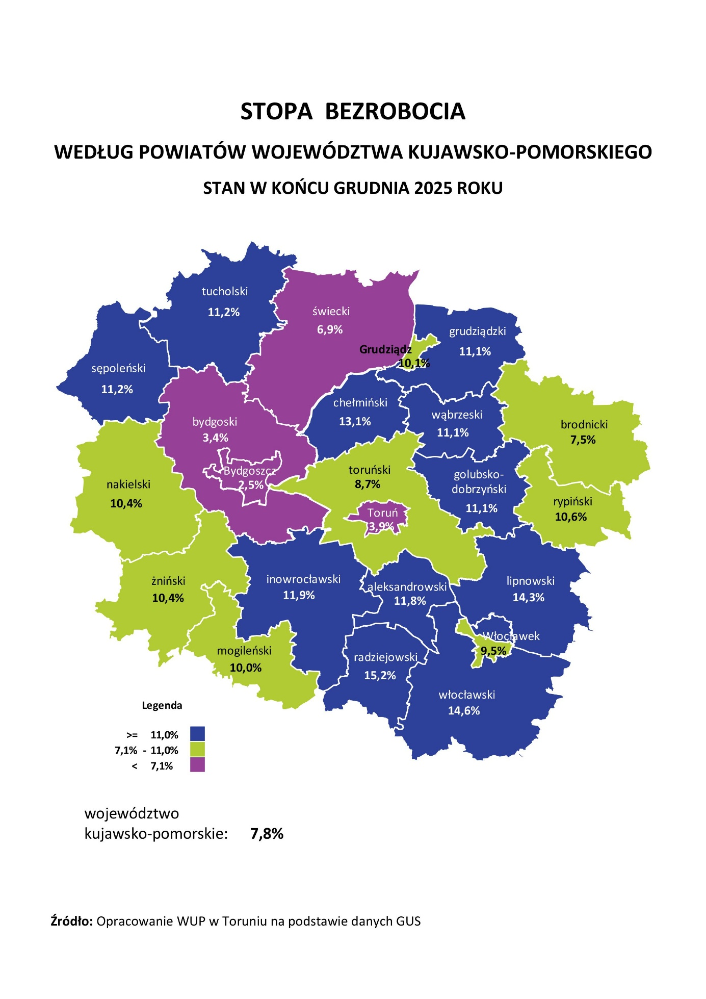 STOPA BEZROBOCIA
WEDŁUG POWIATÓW WOJEWÓDZTWA KUJAWSKO-POMORSKIEGO
STAN W KOŃCU GRUDNIA 2025 ROKU
tucholski
11,2%
świecki
6,9%
grudziądzki
11,1%
Grudziądz
10,1%
sępoleński
11,2%
chełmiński
13,1%
wąbrzeski
11,1%
bydgoski
3,4%
brodnicki
7,5%
Bydgoszcz
2,5%
toruński
8,7%
golubsko-
dobrzyński
11,1%
nakielski
10,4%
rypiński
10,6%
Toruń
3,9%
żniński
10,4%
inowrocławski
11,9%
aleksandrowski
11,8%
lipnowski
14,3%
Włocławek
9,5%
mogileński
10,0%
radziejowski
15,2%
włocławski
14,6%
Legenda
>= 11,0%
7,1% - 11,0%
< 7,1%
województwo
kujawsko-pomorskie: 7,8%
Źródło: Opracowanie WUP w Toruniu na podstawie danych GUS